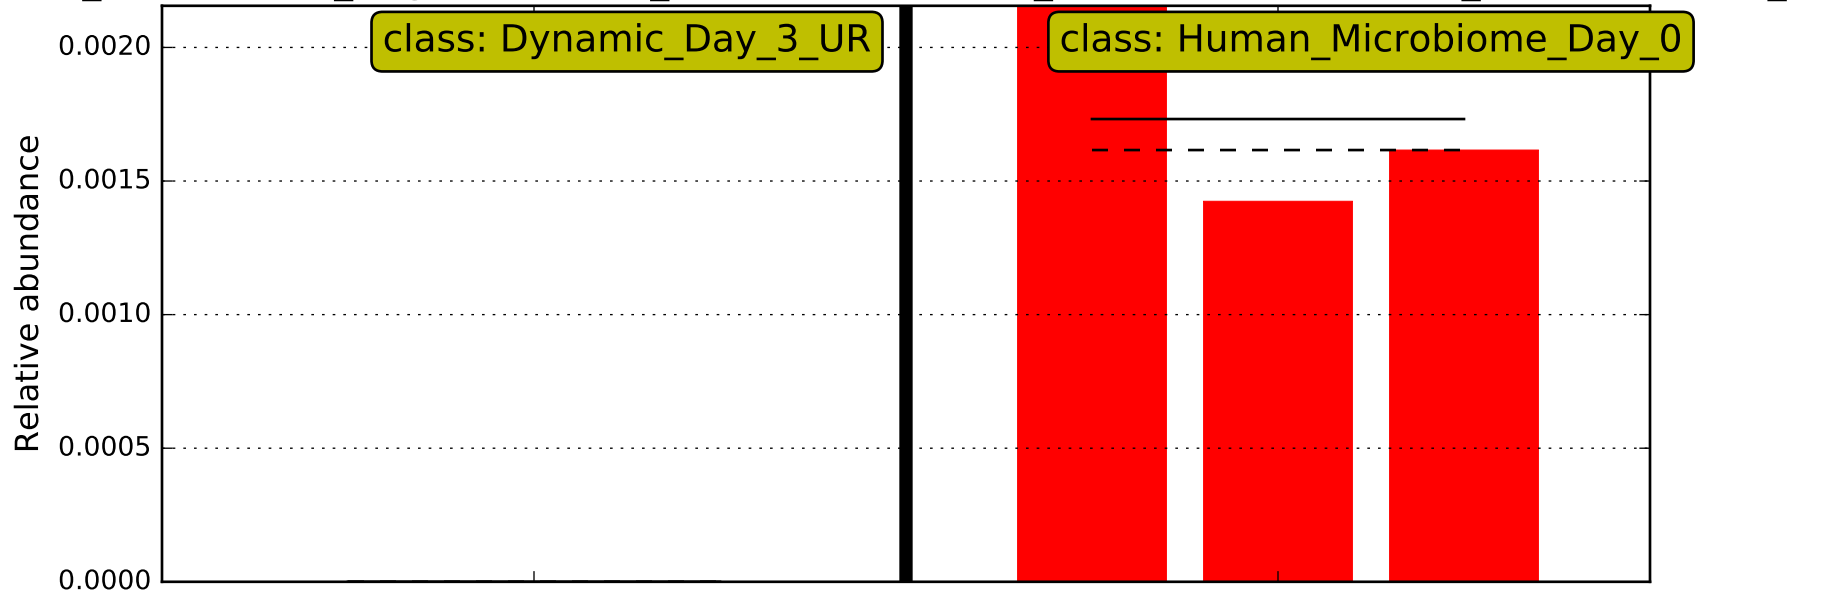 class: Dynamic_Day_3_UR
class: Human_Microbiome_Day_0
0.0020
0.0015
0.0010
0.0005
0.0000
Relative abundance